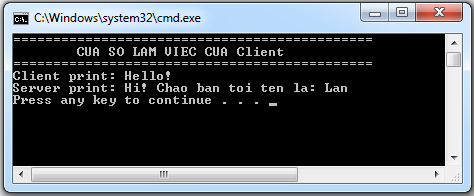 C:\Windows\system32\cmd.exe
=========================================
CUA SO LAM VIEC CUA Client
=========================================
Client print: Hello!
Server print: Hi! Chao ban toi ten la: Lan
Press any key to continue . . . _